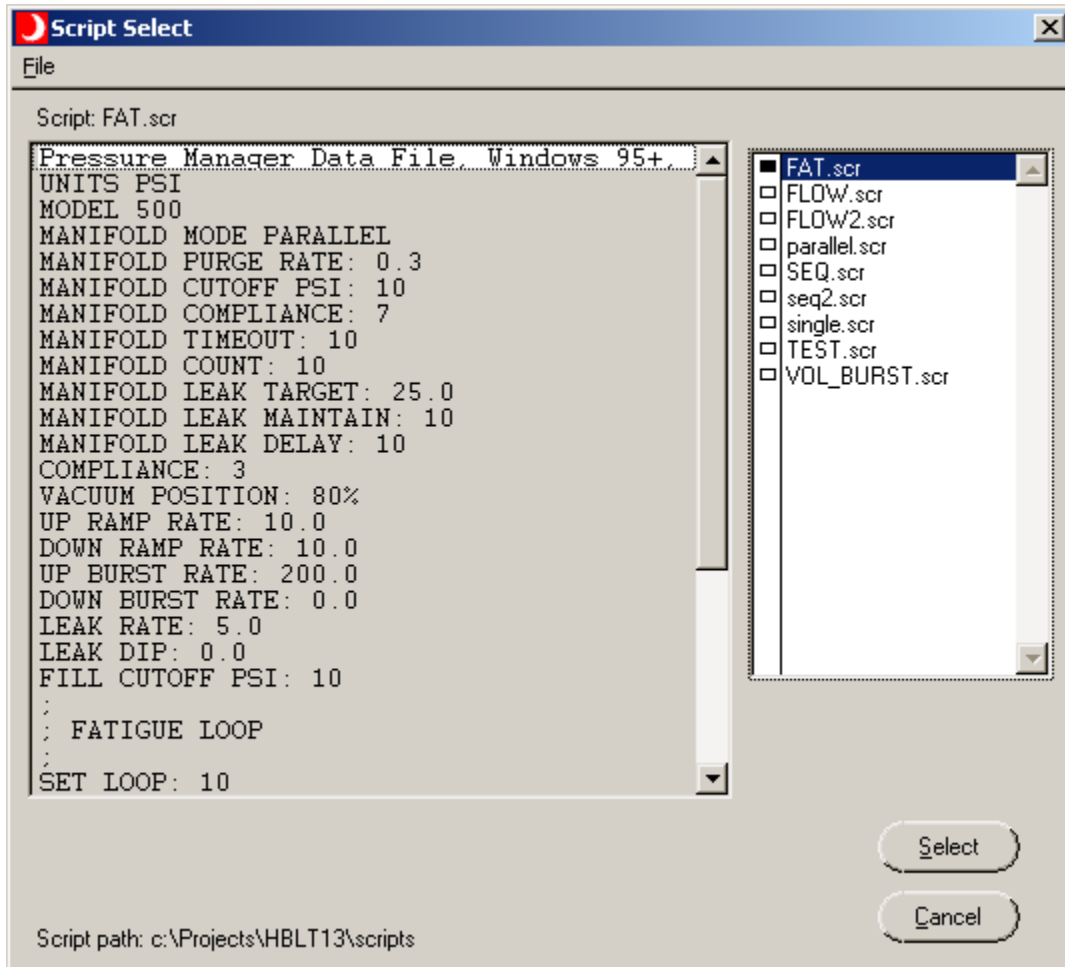 Script Select
File
Script: FAT.scr
Pressure Manager Data File, Windows 95+,
UNITS PSI
MODEL 500
MANIFOLD MODE PARALLEL
MANIFOLD PURGE RATE: 0.3
MANIFOLD CUTOFF PSI: 10
MANIFOLD COMPLIANCE: 7
MANIFOLD TIMEOUT: 10
MANIFOLD COUNT: 10
MANIFOLD LEAK TARGET: 25.0
MANIFOLD LEAK MAINTAIN: 10
MANIFOLD LEAK DELAY: 10
COMPLIANCE: 3
VACUUM POSITION: 80%
UP RAMP RATE: 10.0
DOWN RAMP RATE: 10.0
UP BURST RATE: 200.0
DOWN BURST RATE: 0.0
LEAK RATE: 5.0
LEAK DIP: 0.0
FILL CUTOFF PSI: 10
;
; FATIGUE LOOP
;
SET LOOP: 10
FAT.scr
FLOW.scr
FLOW2.scr
parallel.scr
SEQ.scr
seq2.scr
single.scr
TEST.scr
VOL_BURST.scr
Select
Cancel
Script path: c:\Projects\HBLT13\scripts